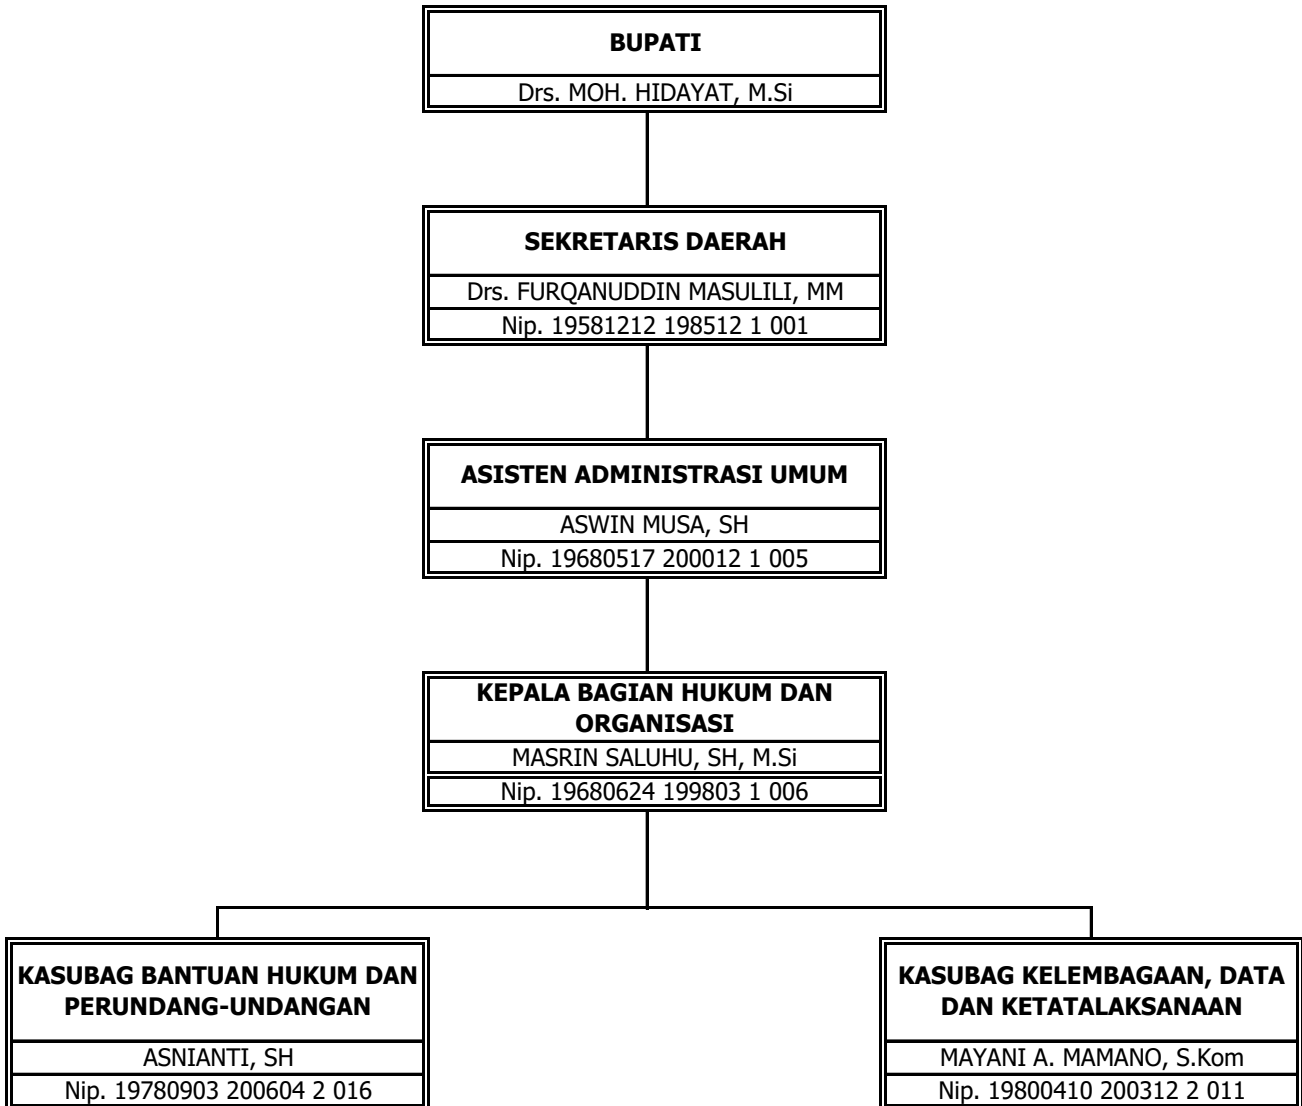 BUPATI
Drs. MOH. HIDAYAT, M.Si
SEKRETARIS DAERAH
Drs. FURQANUDDIN MASULILI, MM
Nip. 19581212 198512 1 001
ASISTEN ADMINISTRASI UMUM
ASWIN MUSA, SH
Nip. 19680517 200012 1 005
KEPALA BAGIAN HUKUM DAN
ORGANISASI
MASRIN SALUHU, SH, M.Si
Nip. 19680624 199803 1 006
KASUBAG BANTUAN HUKUM DAN
PERUNDANG-UNDANGAN
ASNIANTI, SH
Nip. 19780903 200604 2 016
KASUBAG KELEMBAGAAN, DATA
DAN KETATALAKSANAAN
MAYANI A. MAMANO, S.Kom
Nip. 19800410 200312 2 011